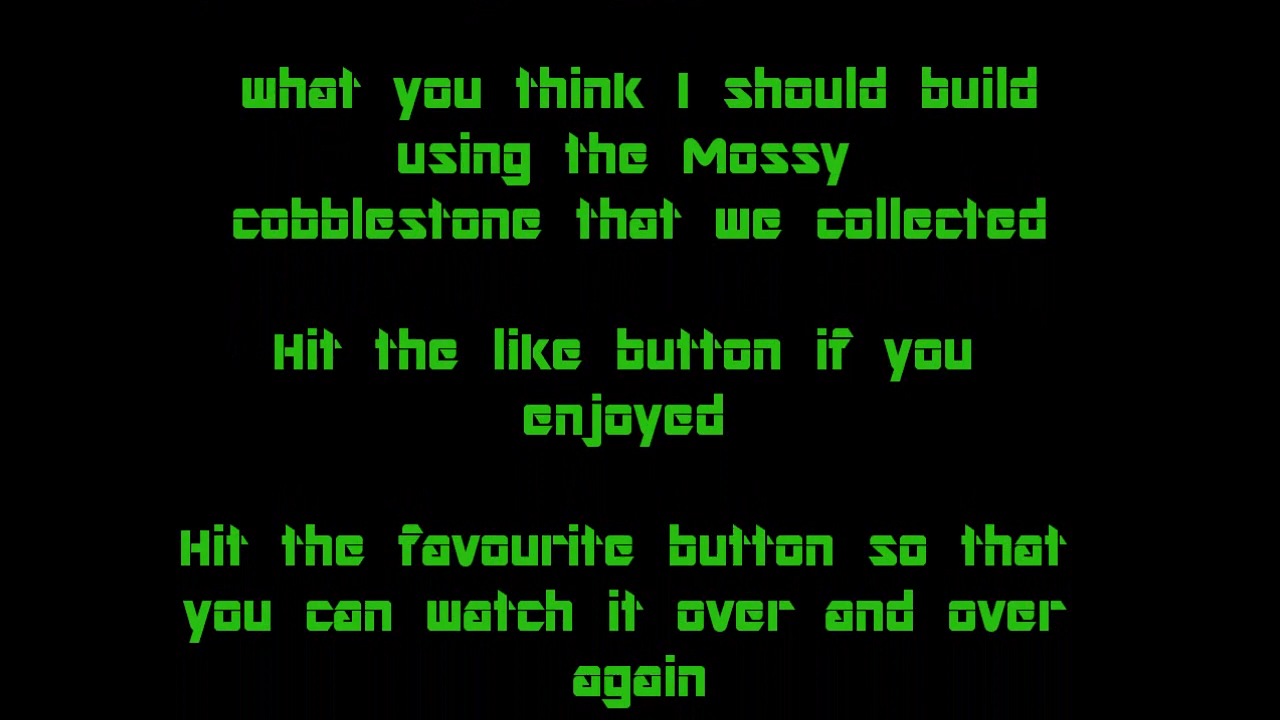 what you think I should build
using the Mossy
cobblestone that we collected
Hit the like button if you
enjoyed
Hit the favourite button so that
you can watch it over and over
again